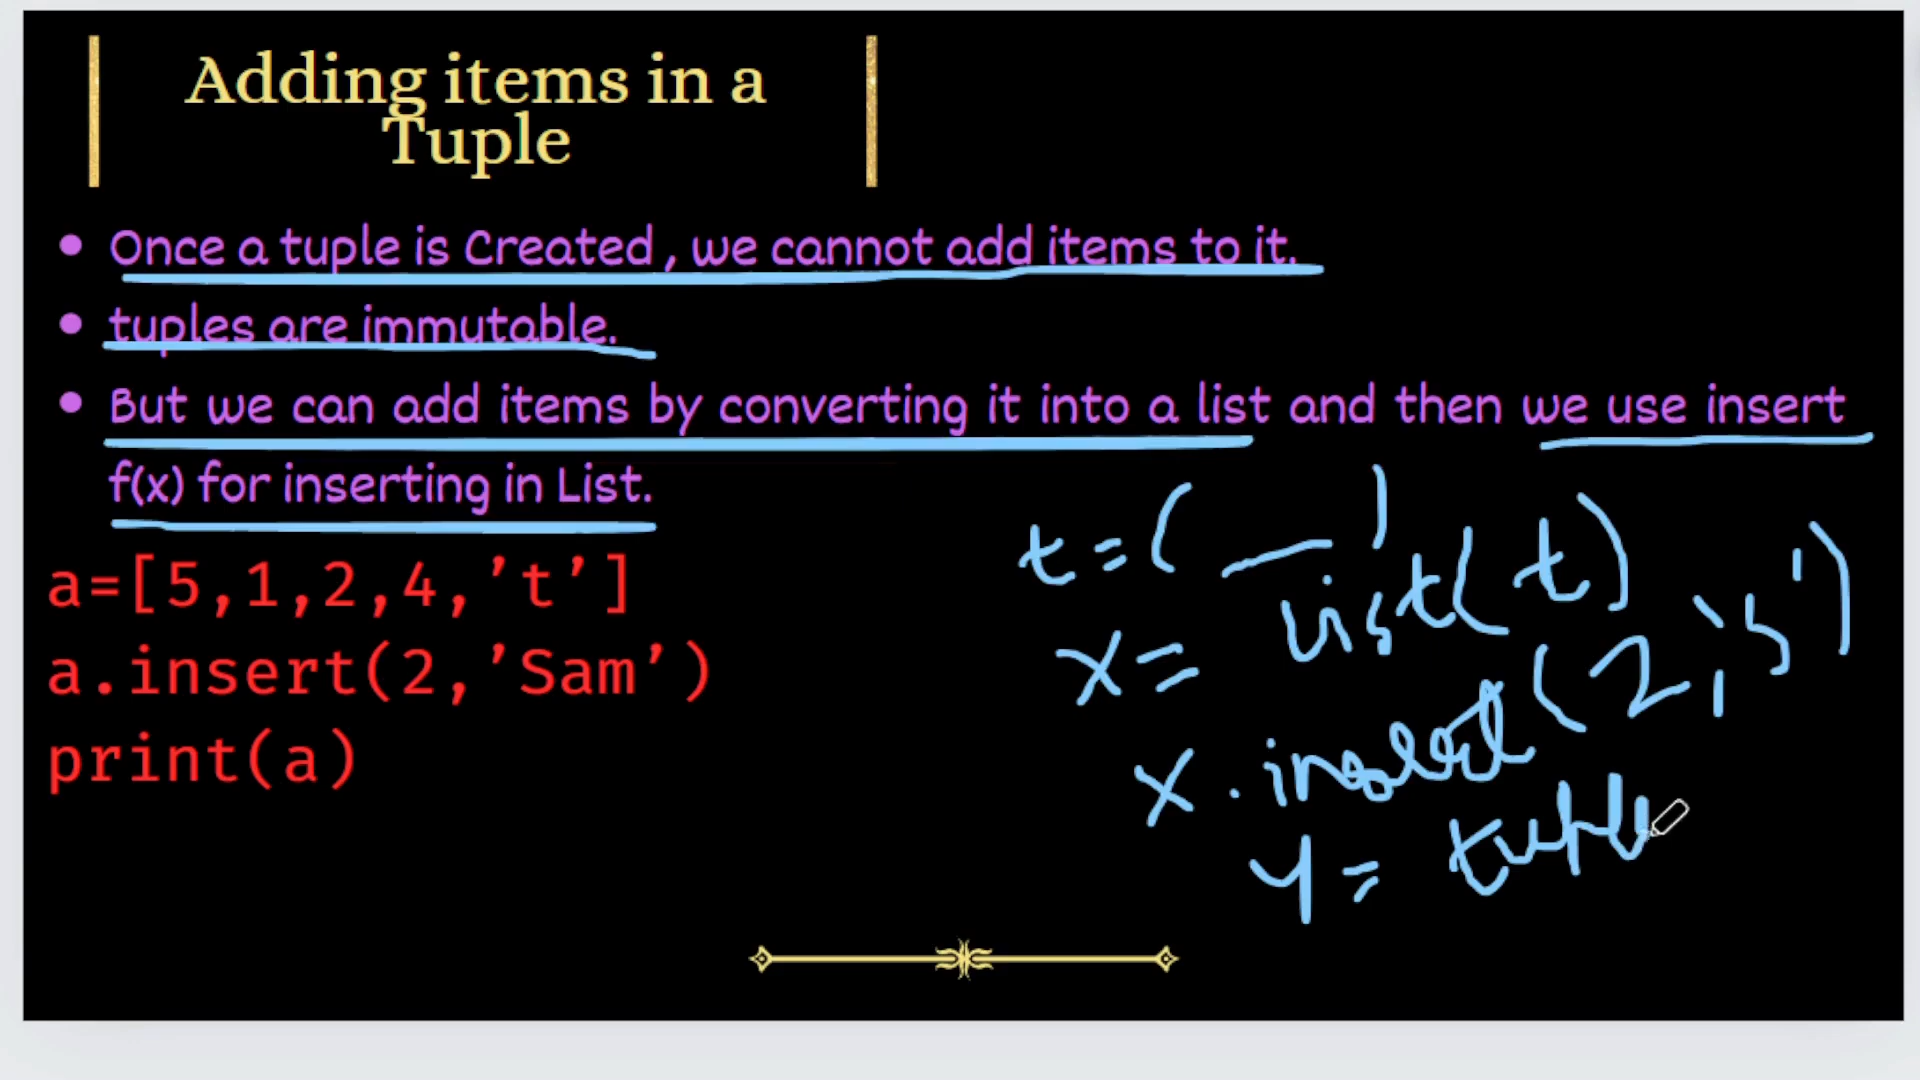 Adding items in a
Tuple
Once a tuple is Created , we cannot add items to it.
tuples are immutable.
But we can add items by converting it into a list and then we use insert
f(x) for inserting in List.
a=[5,1,2,4,’t’]
a.insert(2,’Sam’)
print(a)
t=(__)
x= list(t)
x.insert(2,'s')
y= tuple